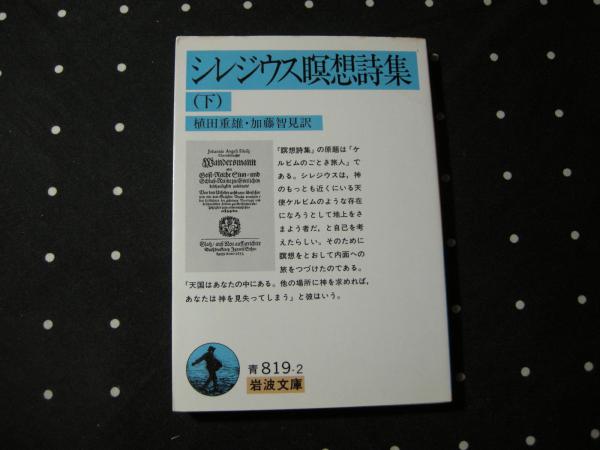 シレジウス瞑想詩集
（下）
植田重雄・加藤智見訳
Wandersmann
「瞑想詩集」の原題は「ケ
ルビムのごとき旅人」で
ある。シレジウスは，神
のもっとも近くにいる天
使ケルビムのような存在
になろうとして地上をさ
まよう者だ，と自己を考
えたらしい。そのために
瞑想をとおして内面への
旅をつづけたのである。
「天国はあなたの中にある。他の場所に神を求めれば，
あなたは神を見失ってしまう」と彼はいう。
青819-2
岩波文庫